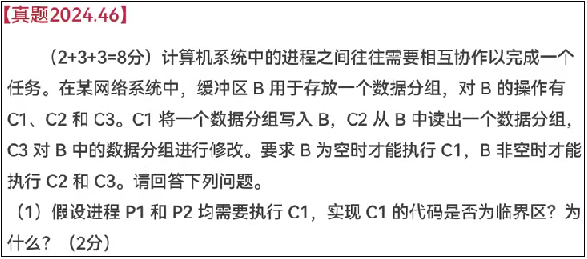 【真题2024.46】
（2+3+3=8分）计算机系统中的进程之间往往需要相互协作以完成一个
任务。在某网络系统中，缓冲区 B 用于存放一个数据分组，对 B 的操作有
C1、C2 和 C3。C1 将一个数据分组写入 B，C2 从 B 中读出一个数据分组，
C3 对 B 中的数据分组进行修改。要求 B 为空时才能执行 C1，B 非空时才能
执行 C2 和 C3。请回答下列问题。
（1）假设进程 P1 和 P2 均需要执行 C1，实现 C1 的代码是否为临界区？为
什么？（2分）